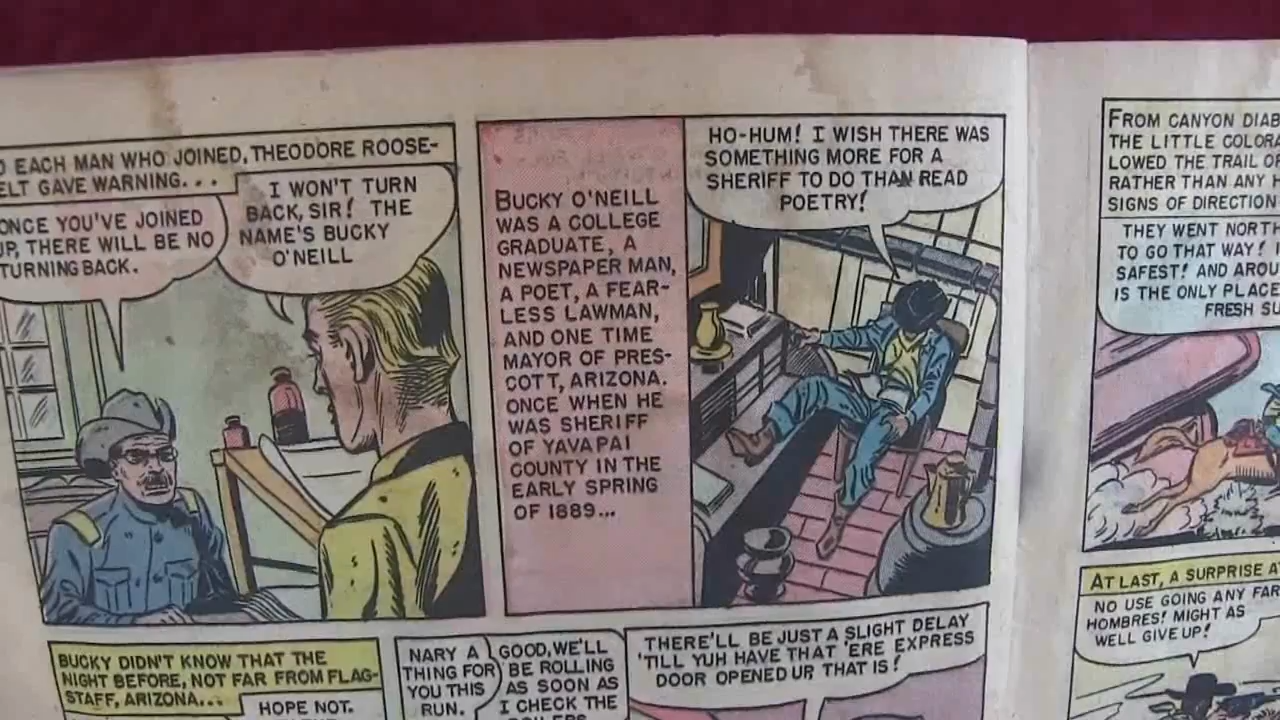 EACH MAN WHO JOINED, THEODORE ROOSE-
ELT GAVE WARNING...
ONCE YOU'VE JOINED
UP, THERE WILL BE NO
TURNING BACK.
I WON'T TURN
BACK, SIR! THE
NAME'S BUCKY
O'NEILL
BUCKY O'NEILL
WAS A COLLEGE
GRADUATE, A
NEWSPAPER MAN,
A POET, A FEAR-
LESS LAWMAN,
AND ONE TIME
MAYOR OF PRES-
COTT, ARIZONA.
ONCE WHEN HE
WAS SHERIFF
OF YAVAPAI
COUNTY IN THE
EARLY SPRING
OF 1889...
HO-HUM! I WISH THERE WAS
SOMETHING MORE FOR A
SHERIFF TO DO THAN READ
POETRY!
BUCKY DIDN'T KNOW THAT THE
NIGHT BEFORE, NOT FAR FROM FLAG-
STAFF, ARIZONA...
HOPE NOT.
NARY A
THING FOR
YOU THIS
RUN.
GOOD, WE'LL
BE ROLLING
AS SOON AS
I CHECK THE
THERE'LL BE JUST A SLIGHT DELAY
'TILL YUH HAVE THAT 'ERE EXPRESS
DOOR OPENED UP, THAT IS!
FROM CANYON DIAB
THE LITTLE COLORA
LOWED THE TRAIL OF
RATHER THAN ANY H
SIGNS OF DIRECTION
THEY WENT NORTH
TO GO THAT WAY!
SAFEST! AND AROU
IS THE ONLY PLACE
FRESH SU
AT LAST, A SURPRISE AT
NO USE GOING ANY FAR
HOMBRES! MIGHT AS
WELL GIVE UP!